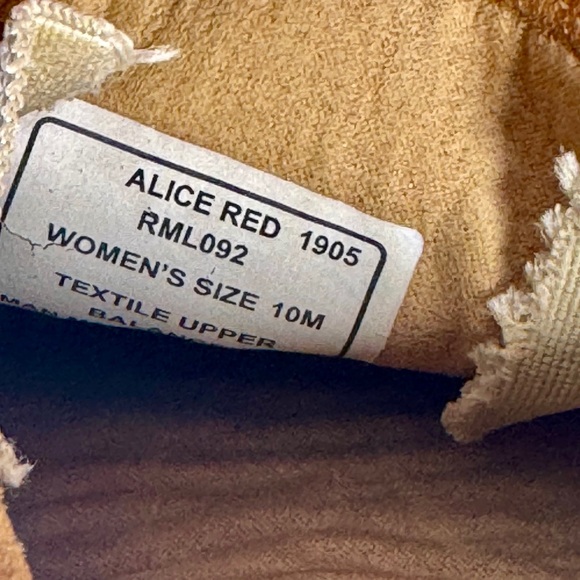 ALICE RED 1905
RML092
WOMEN'S SIZE 10M
TEXTILE UPPER